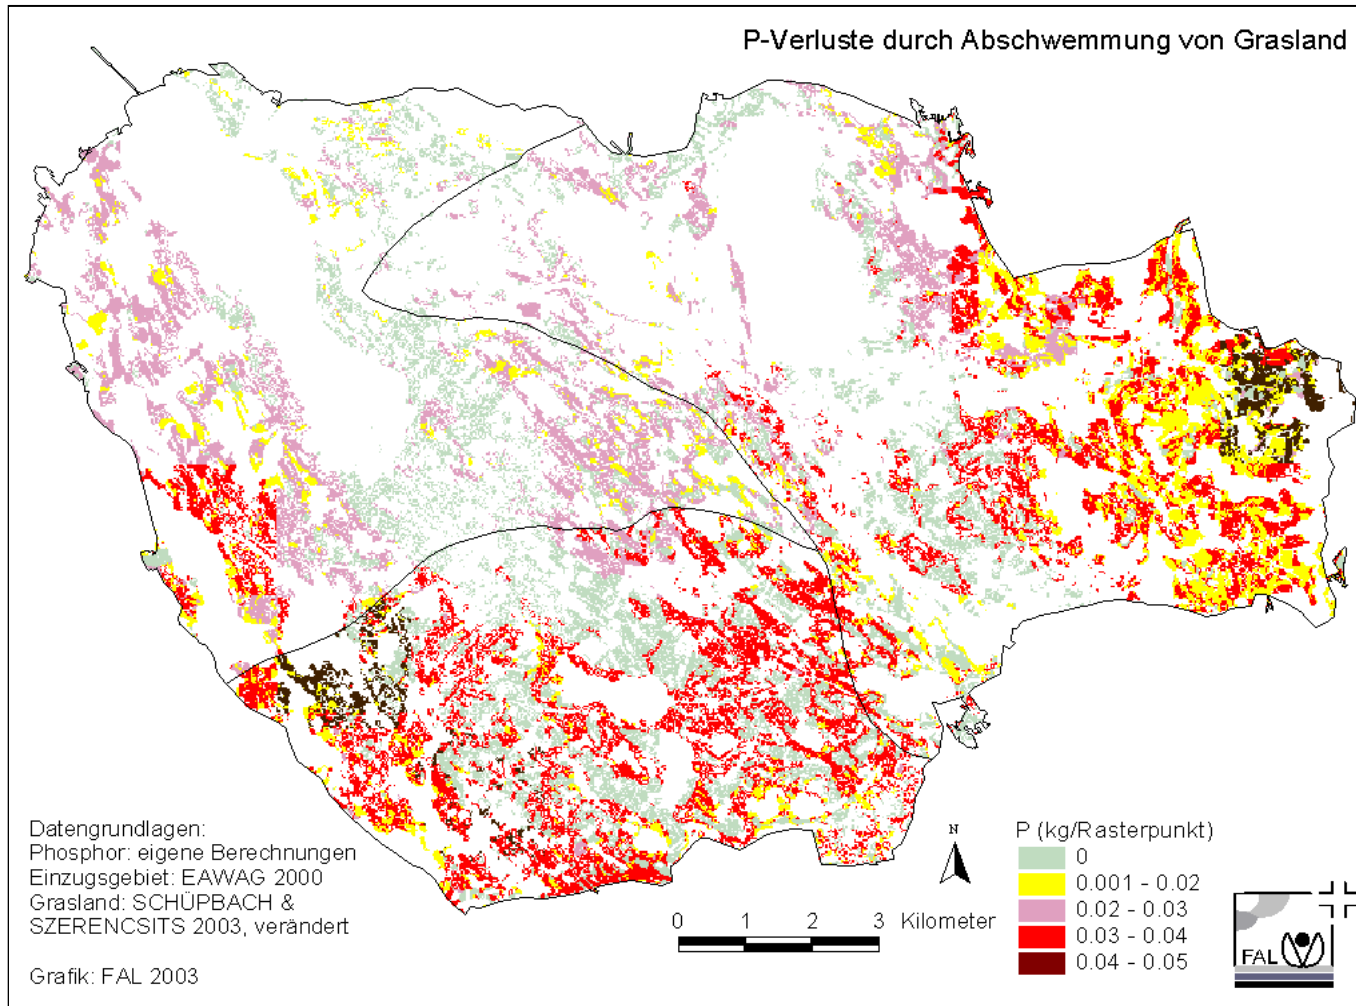 P-Verluste durch Abschwemmung von Grasland
Datengrundlagen:
Phosphor: eigene Berechnungen
Einzugsgebiet: EAWAG 2000
Grasland: SCHÜPBACH &
SZERENCSITS 2003, verändert
Grafik: FAL 2003
0 1 2 3 Kilometer
N
P (kg/Rasterpunkt)
0
0.001 - 0.02
0.02 - 0.03
0.03 - 0.04
0.04 - 0.05
FAL